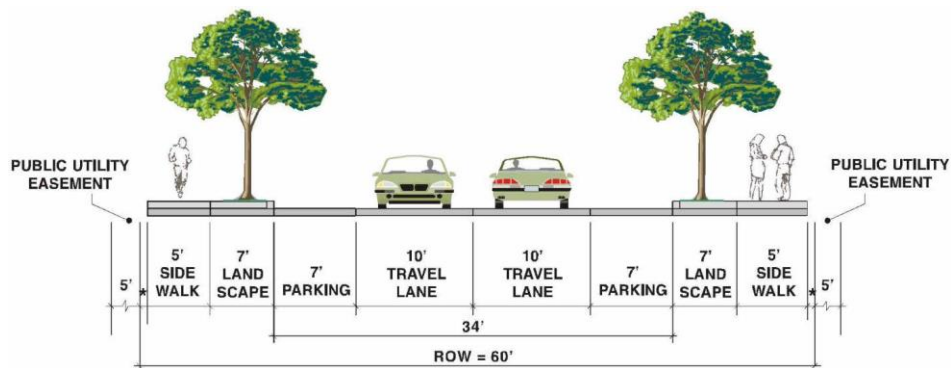 PUBLIC UTILITY
EASEMENT
PUBLIC UTILITY
EASEMENT
5'
*
5'
SIDE
WALK
7'
LAND
SCAPE
7'
PARKING
10'
TRAVEL
LANE
10'
TRAVEL
LANE
7'
PARKING
7'
LAND
SCAPE
5'
SIDE
WALK
*
5'
34'
ROW = 60'